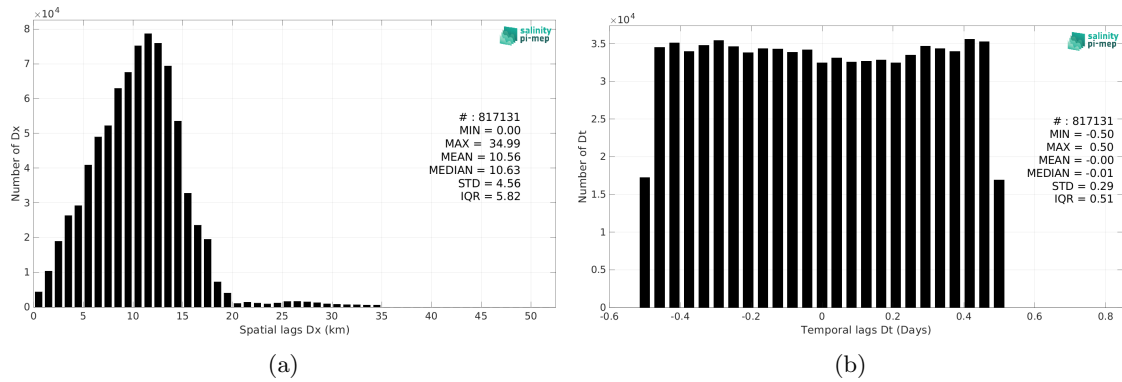 ×10⁴
8
7
6
5
4
3
2
1
0
Number of Dx
0 5 10 15 20 25 30 35 40 45 50
Spatial lags Dx (km)
salinity
pi-mep
# : 817131
MIN = 0.00
MAX = 34.99
MEAN = 10.56
MEDIAN = 10.63
STD = 4.56
IQR = 5.82
(a)
×10⁴
3.5
3
2.5
2
1.5
1
0.5
0
Number of Dt
-0.6 -0.4 -0.2 0 0.2 0.4 0.6 0.8
Temporal lags Dt (Days)
salinity
pi-mep
# : 817131
MIN = -0.50
MAX = 0.50
MEAN = -0.00
MEDIAN = -0.01
STD = 0.29
IQR = 0.51
(b)